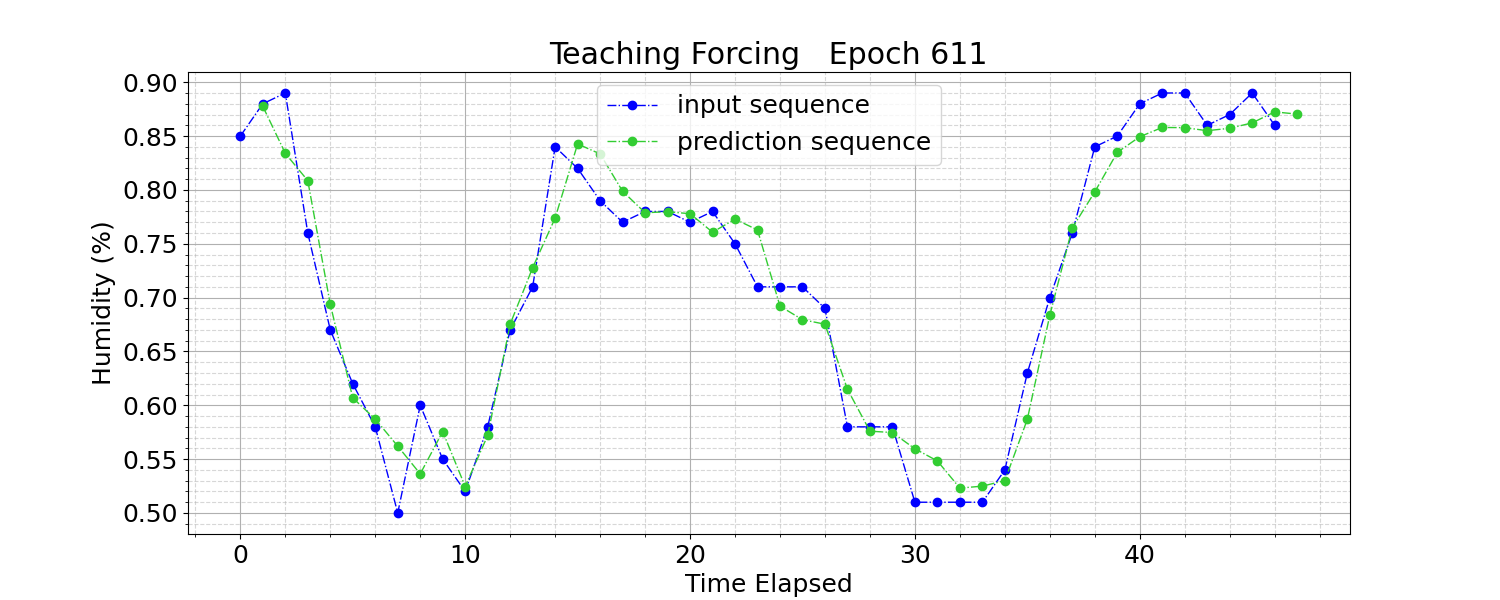 Teaching Forcing   Epoch 611
input sequence
prediction sequence
Humidity (%)
0.90
0.85
0.80
0.75
0.70
0.65
0.60
0.55
0.50
0 10 20 30 40
Time Elapsed